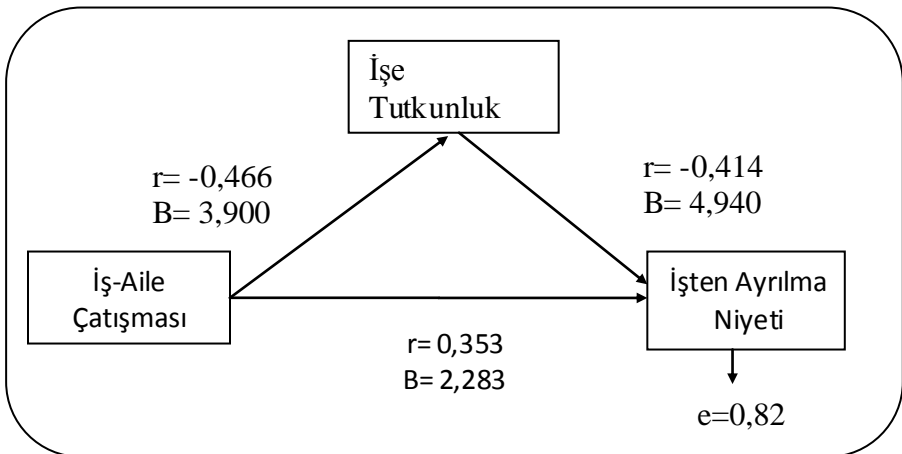 İşe
Tutkunluk
r= -0,466
B= 3,900
r= -0,414
B= 4,940
İş-Aile
Çatışması
İşten Ayrılma
Niyeti
r= 0,353
B= 2,283
e=0,82